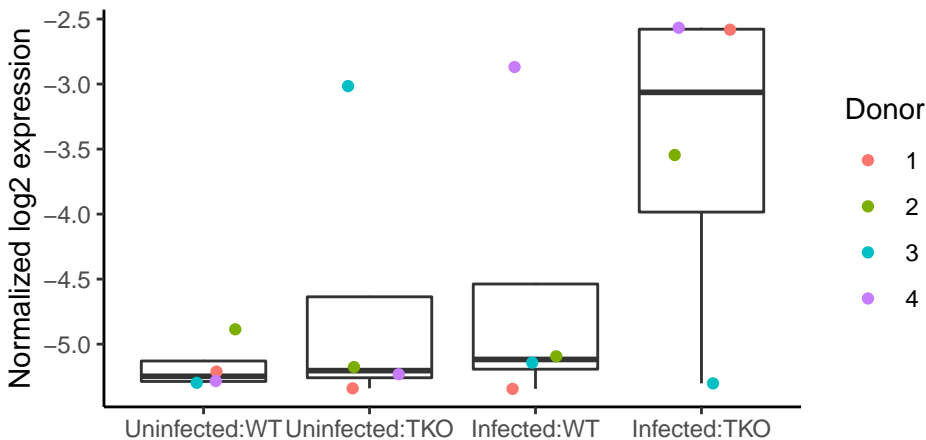 Normalized log2 expression
−2.5
−3.0
−3.5
−4.0
−4.5
−5.0
Uninfected:WT
Uninfected:TKO
Infected:WT
Infected:TKO
Donor
1
2
3
4